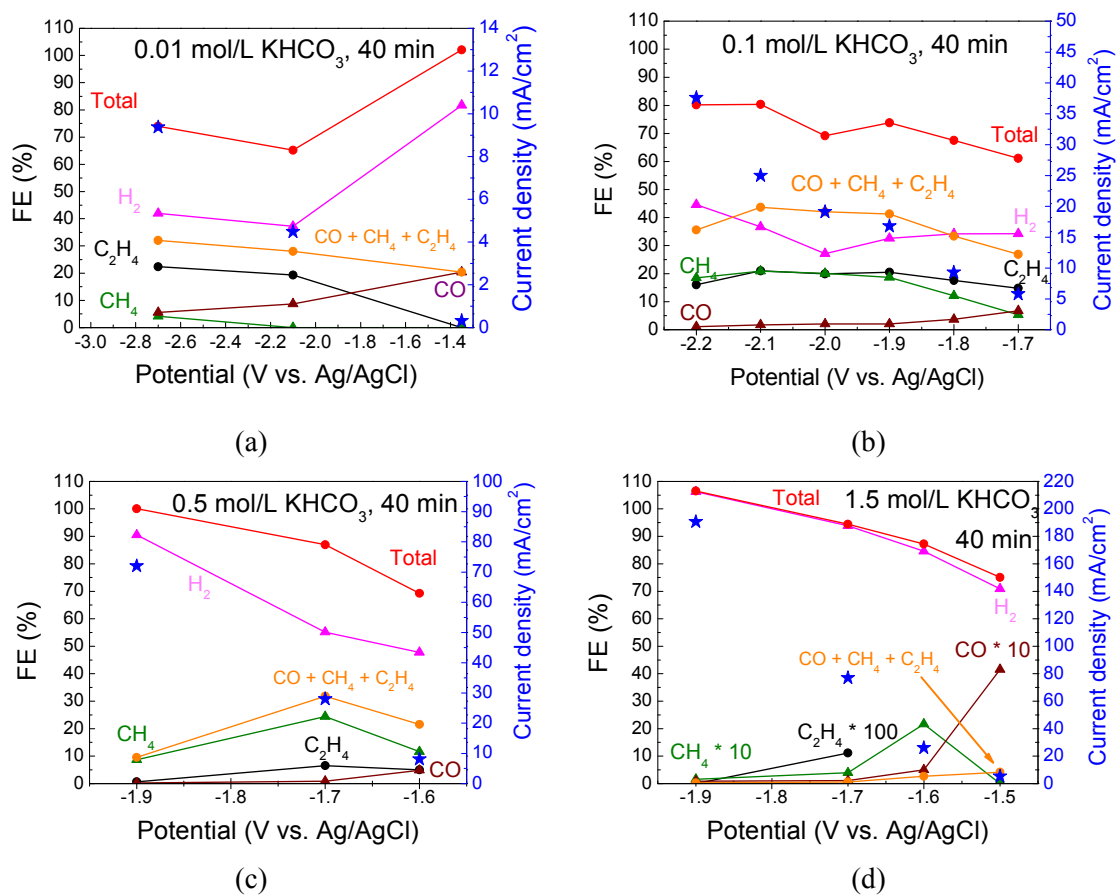 0.01 mol/L KHCO₃, 40 min
Total
H₂
C₂H₄
CO + CH₄ + C₂H₄
CH₄
CO
FE (%)
0 10 20 30 40 50 60 70 80 90 100 110
Current density (mA/cm²)
0 2 4 6 8 10 12 14
-3.0 -2.8 -2.6 -2.4 -2.2 -2.0 -1.8 -1.6 -1.4
Potential (V vs. Ag/AgCl)
(a)
0.1 mol/L KHCO₃, 40 min
Total
CO + CH₄ + C₂H₄
H₂
CH₄
C₂H₄
CO
FE (%)
0 10 20 30 40 50 60 70 80 90 100 110
Current density (mA/cm²)
0 5 10 15 20 25 30 35 40 45 50
-2.2 -2.1 -2.0 -1.9 -1.8 -1.7
Potential (V vs. Ag/AgCl)
(b)
0.5 mol/L KHCO₃, 40 min
Total
H₂
CO + CH₄ + C₂H₄
CH₄
C₂H₄
CO
FE (%)
0 10 20 30 40 50 60 70 80 90 100 110
Current density (mA/cm²)
0 10 20 30 40 50 60 70 80 90 100
-1.9 -1.8 -1.7 -1.6
Potential (V vs. Ag/AgCl)
(c)
Total
1.5 mol/L KHCO₃
40 min
H₂
CO + CH₄ + C₂H₄
CO * 10
C₂H₄ * 100
CH₄ * 10
FE (%)
0 10 20 30 40 50 60 70 80 90 100 110
Current density (mA/cm²)
0 20 40 60 80 100 120 140 160 180 200 220
-1.9 -1.8 -1.7 -1.6 -1.5
Potential (V vs. Ag/AgCl)
(d)